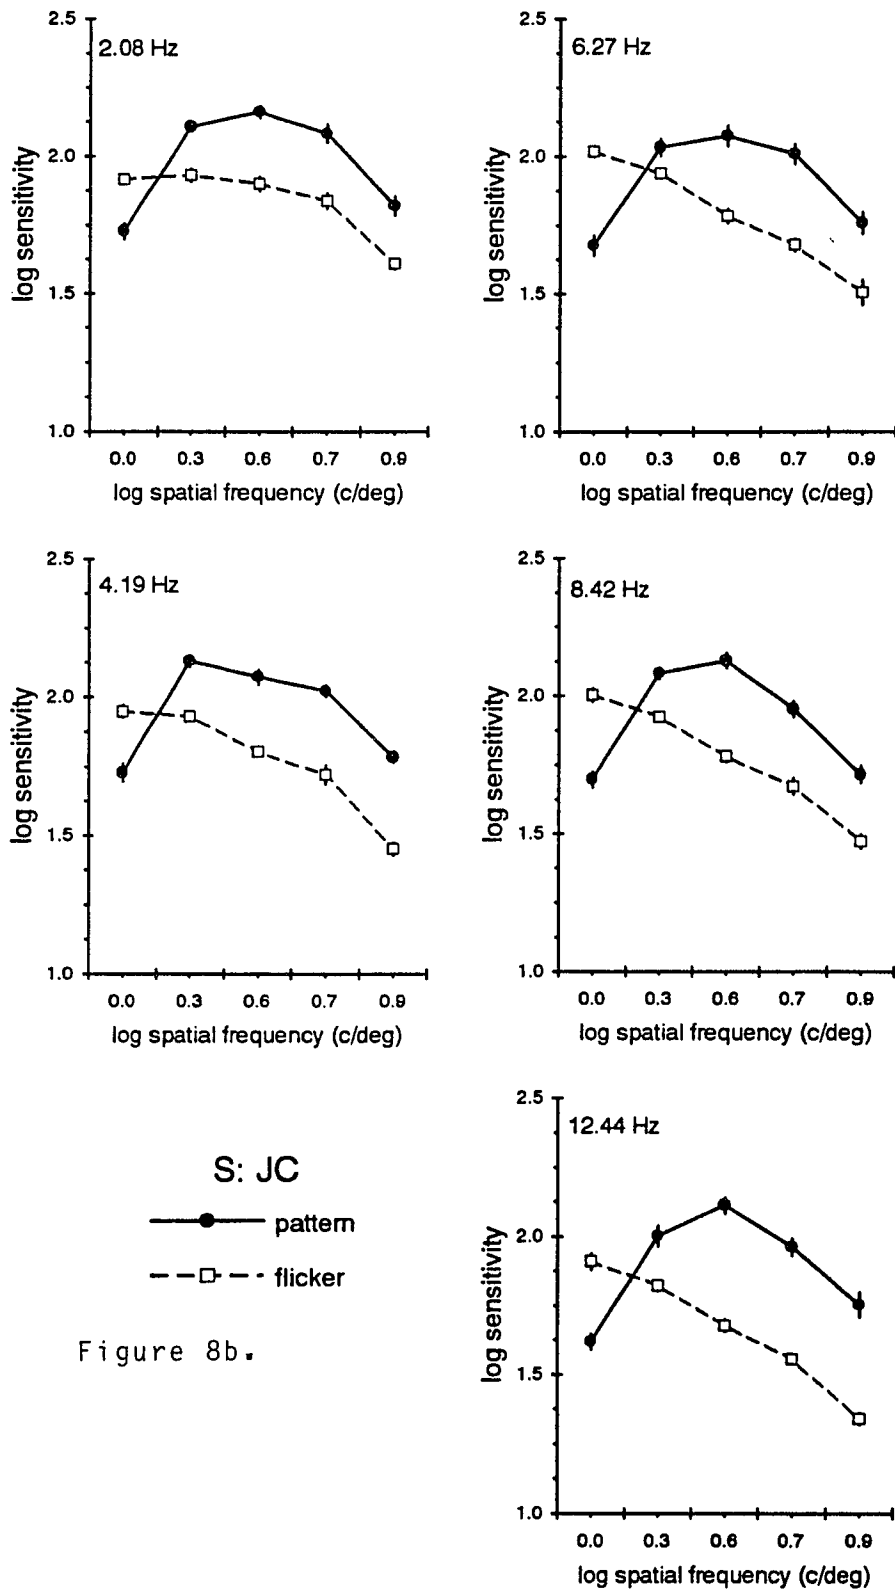 2.5
2.08 Hz
2.0
1.5
1.0
log sensitivity
0.0 0.3 0.6 0.7 0.9
log spatial frequency (c/deg)
2.5
6.27 Hz
2.0
1.5
1.0
log sensitivity
0.0 0.3 0.6 0.7 0.9
log spatial frequency (c/deg)
2.5
4.19 Hz
2.0
1.5
1.0
log sensitivity
0.0 0.3 0.6 0.7 0.9
log spatial frequency (c/deg)
2.5
8.42 Hz
2.0
1.5
1.0
log sensitivity
0.0 0.3 0.6 0.7 0.9
log spatial frequency (c/deg)
2.5
12.44 Hz
2.0
1.5
1.0
log sensitivity
0.0 0.3 0.6 0.7 0.9
log spatial frequency (c/deg)
S: JC
pattern
flicker
Figure 8b.